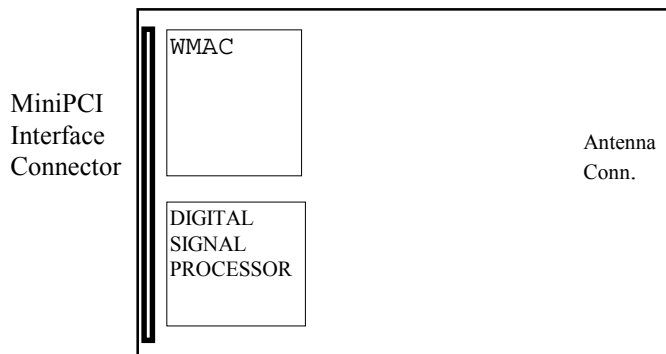 MiniPCI
Interface
Connector
WMAC
DIGITAL
SIGNAL
PROCESSOR
Antenna
Conn.